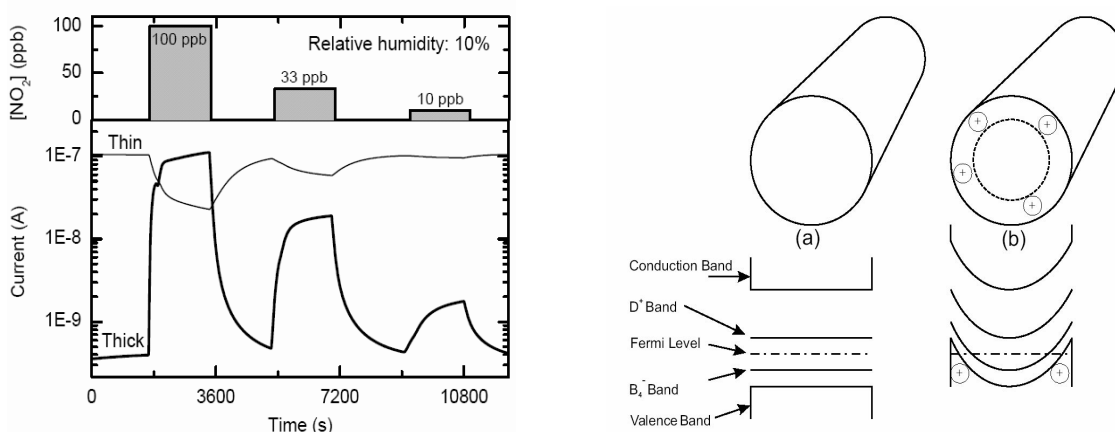 [NO₂] (ppb)
100
50
0
100 ppb
33 ppb
10 ppb
Relative humidity: 10%
Current (A)
1E-7
1E-8
1E-9
Thin
Thick
0
3600
7200
10800
Time (s)
(a)
(b)
+
+
+
+
Conduction Band
D⁺ Band
Fermi Level
B₄⁻ Band
Valence Band
+
+